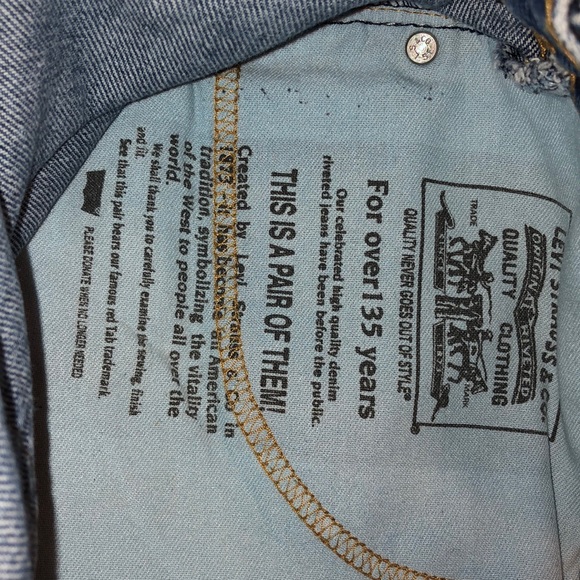 LEVI STRAUSS & CO
ORIGINAL RIVETED
QUALITY CLOTHING
TRADE MARK
QUALITY NEVER GOES OUT OF STYLE®
For over135 years
Our celebrated high quality denim
riveted jeans have been before the public.
THIS IS A PAIR OF THEM!
Created by Levi Strauss & Co in
1873 it has become an American
tradition, symbolizing the vitality
of the West to people all over the
world.
We shall thank you to carefully examine the sewing, finish
and fit.
See that this pair bears our famous red Tab trademark.
PLEASE DONATE WHEN NO LONGER NEEDED